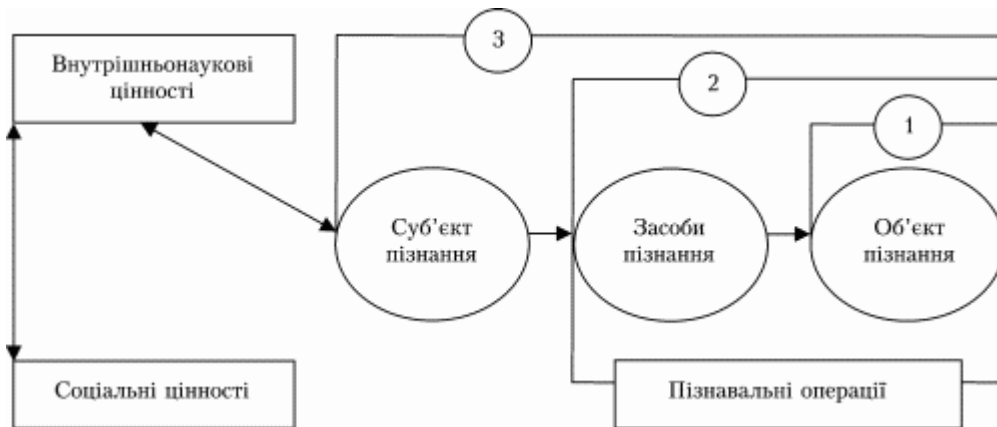 3
2
1
Внутрішньонаукові
цінності
Суб’єкт
пізнання
Засоби
пізнання
Об’єкт
пізнання
Соціальні цінності
Пізнавальні операції